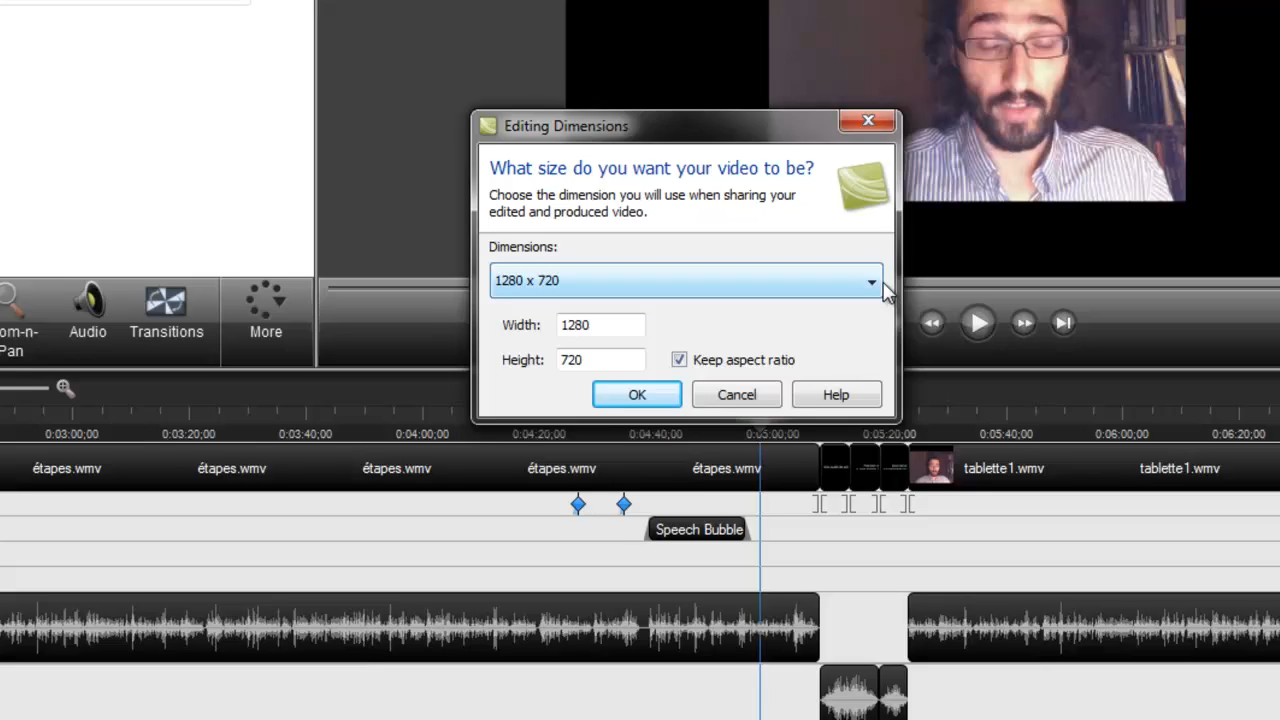 Editing Dimensions
What size do you want your video to be?
Choose the dimension you will use when sharing your
edited and produced video.
Dimensions:
1280 x 720
Width: 1280
Height: 720
Keep aspect ratio
OK Cancel Help
om-n-
Pan
Audio
Transitions
More
0:03:00;00 0:03:20;00 0:03:40;00 0:04:00;00 0:04:20;00 0:04:40;00 0:05:00;00 0:05:20;00 0:05:40;00 0:06:00;00 0:06:20;00
étapes.wmv étapes.wmv étapes.wmv étapes.wmv étapes.wmv tablette1.wmv tablette1.wmv
Speech Bubble